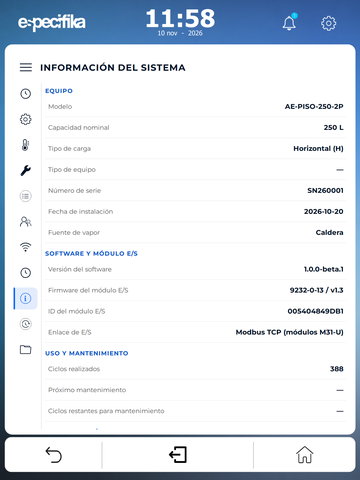 especifika
11:58
10 nov - 2026
INFORMACIÓN DEL SISTEMA
EQUIPO
Modelo AE-PISO-250-2P
Capacidad nominal 250 L
Tipo de carga Horizontal (H)
Tipo de equipo —
Número de serie SN260001
Fecha de instalación 2026-10-20
Fuente de vapor Caldera
SOFTWARE Y MÓDULO E/S
Versión del software 1.0.0-beta.1
Firmware del módulo E/S 9232-0-13 / v1.3
ID del módulo E/S 005404849DB1
Enlace de E/S Modbus TCP (módulos M31-U)
USO Y MANTENIMIENTO
Ciclos realizados 388
Próximo mantenimiento —
Ciclos restantes para mantenimiento —